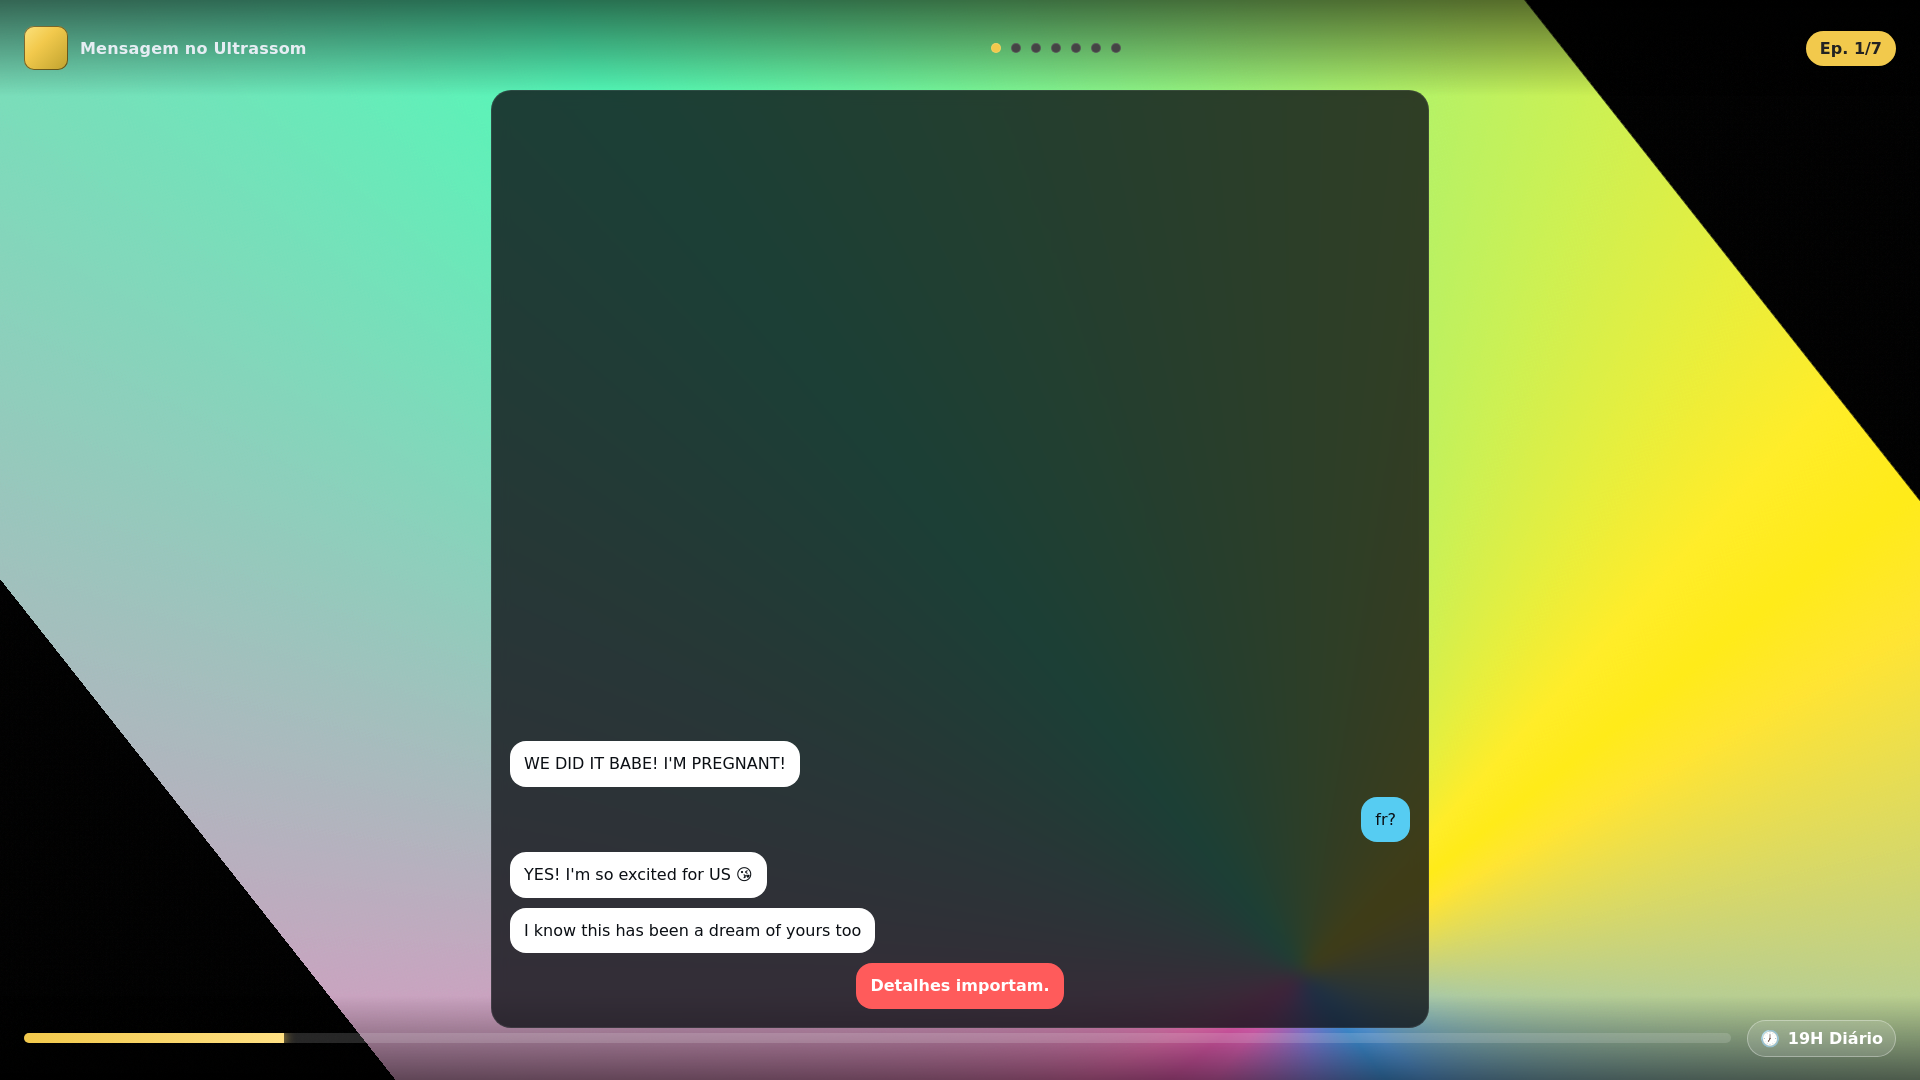 Mensagem no Ultrassom
Ep. 1/7
WE DID IT BABE! I'M PREGNANT!
fr?
YES! I'm so excited for US 😘
I know this has been a dream of yours too
Detalhes importam.
🕖 19H Diário